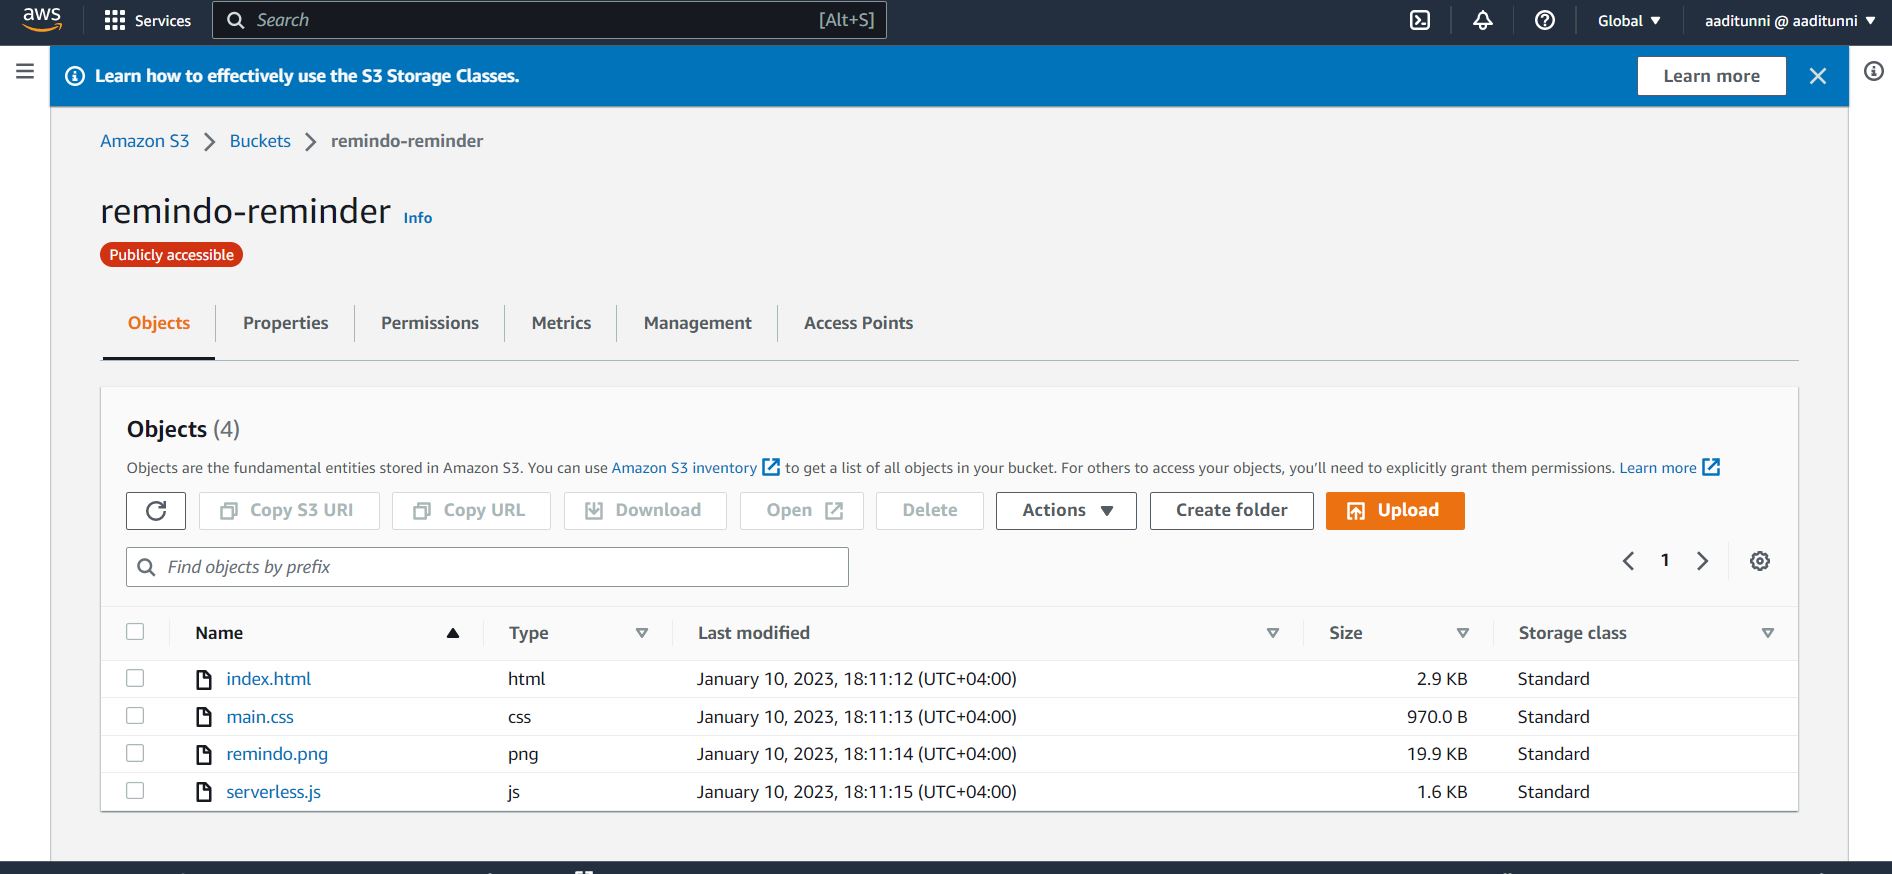 aws Services Search [Alt+S] Global aaditunni @ aaditunni
Learn how to effectively use the S3 Storage Classes. Learn more
Amazon S3 Buckets remindo-reminder
remindo-reminder Info
Publicly accessible
Objects Properties Permissions Metrics Management Access Points
Objects (4)
Objects are the fundamental entities stored in Amazon S3. You can use Amazon S3 inventory to get a list of all objects in your bucket. For others to access your objects, you'll need to explicitly grant them permissions. Learn more
Copy S3 URI Copy URL Download Open Delete Actions Create folder Upload
Find objects by prefix 1
Name Type Last modified Size Storage class
index.html html January 10, 2023, 18:11:12 (UTC+04:00) 2.9 KB Standard
main.css css January 10, 2023, 18:11:13 (UTC+04:00) 970.0 B Standard
remindo.png png January 10, 2023, 18:11:14 (UTC+04:00) 19.9 KB Standard
serverless.js js January 10, 2023, 18:11:15 (UTC+04:00) 1.6 KB Standard